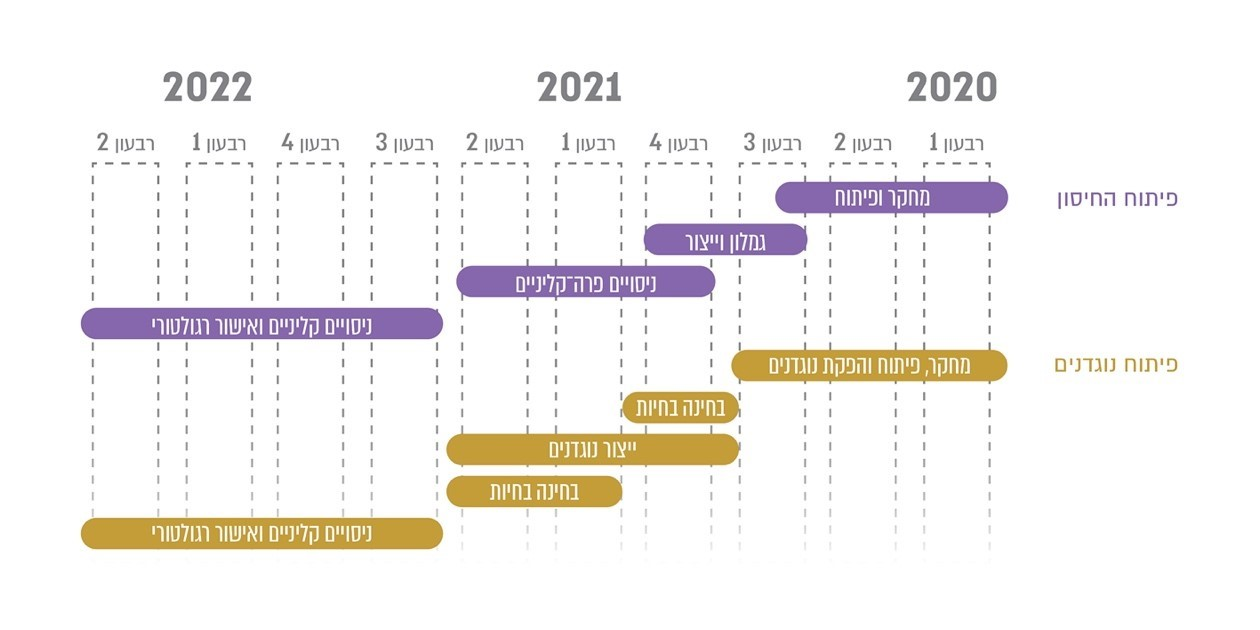 2020 2021 2022
רבעון 1 רבעון 2 רבעון 3 רבעון 4 רבעון 1 רבעון 2 רבעון 3 רבעון 4 רבעון 1 רבעון 2
פיתוח החיסון
מחקר ופיתוח
גמלון וייצור
ניסויים פרה־קליניים
ניסויים קליניים ואישור רגולטורי
פיתוח נוגדנים
מחקר, פיתוח והפקת נוגדנים
בחינה בחיות
ייצור נוגדנים
בחינה בחיות
ניסויים קליניים ואישור רגולטורי